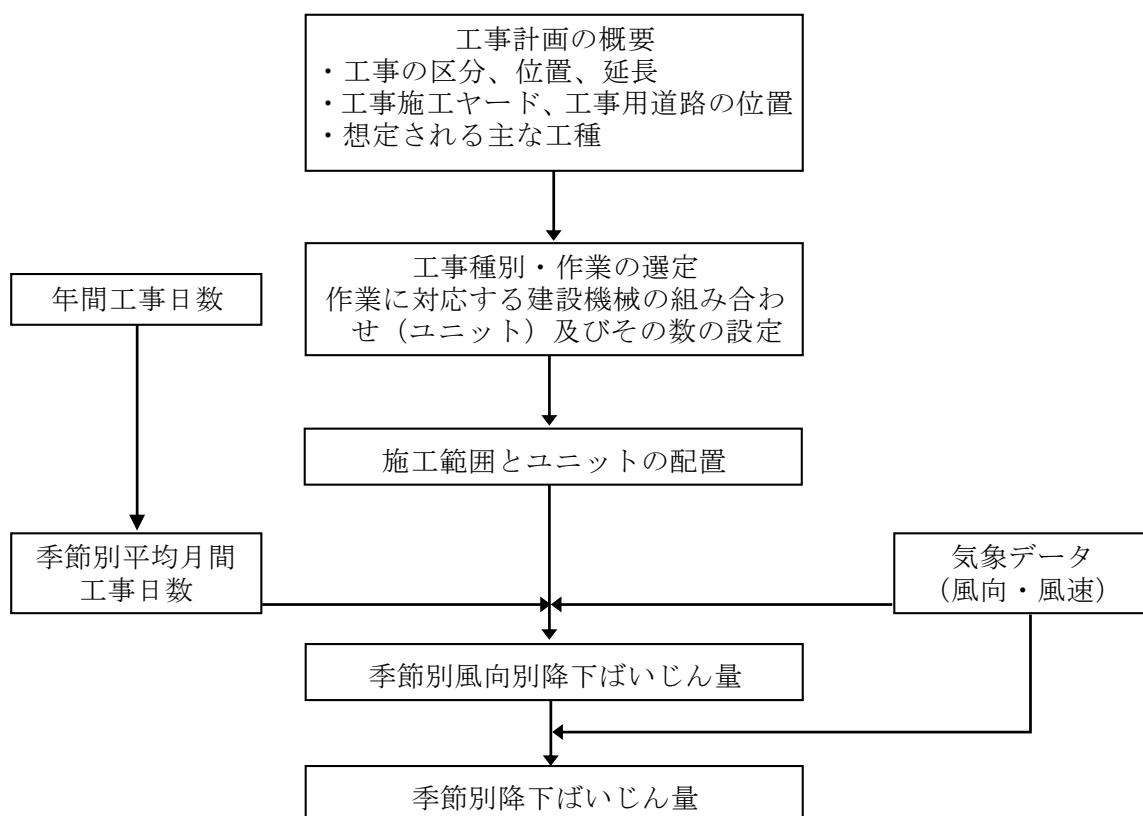 工事計画の概要
・工事の区分、位置、延長
・工事施工ヤード、工事用道路の位置
・想定される主な工種
工事種別・作業の選定
作業に対応する建設機械の組み合わ
せ（ユニット）及びその数の設定
年間工事日数
施工範囲とユニットの配置
季節別平均月間
工事日数
気象データ
（風向・風速）
季節別風向別降下ばいじん量
季節別降下ばいじん量